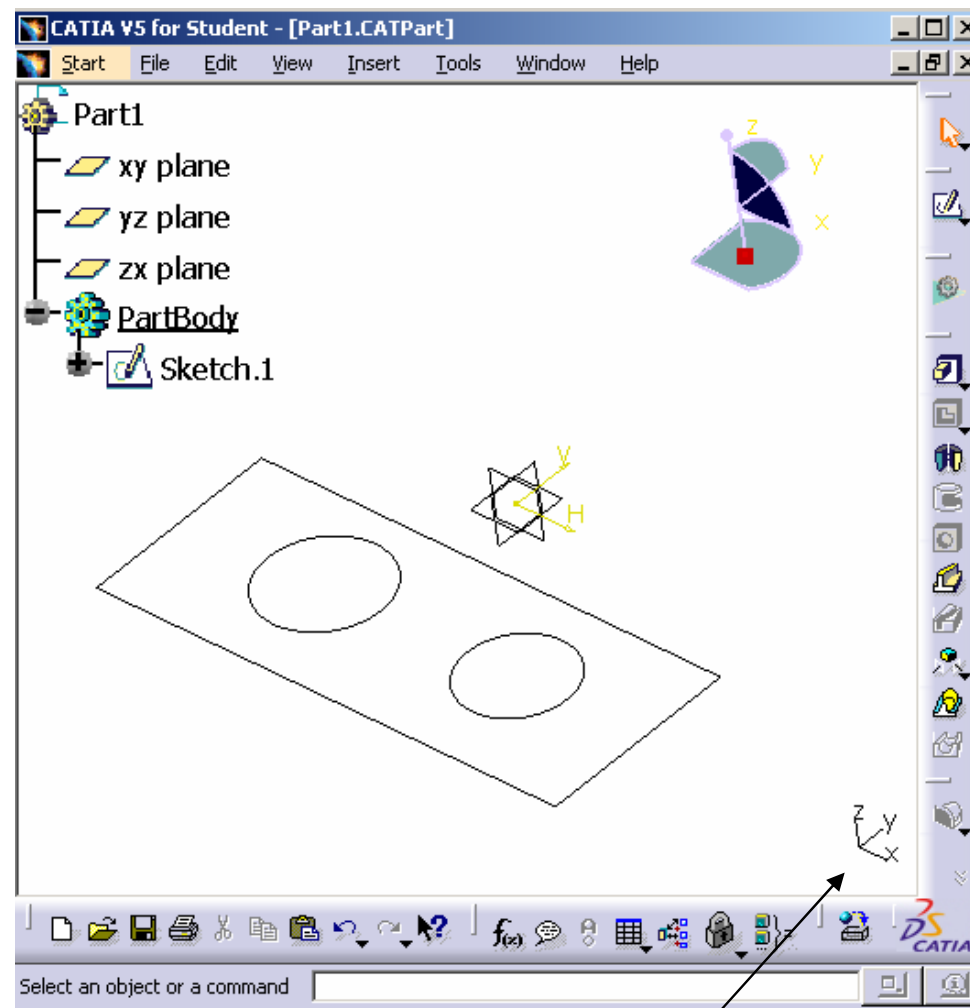 CATIA V5 for Student - [Part1.CATPart]
Start File Edit View Insert Tools Window Help
Part1
xy plane
yz plane
zx plane
PartBody
Sketch.1
z
y
x
V
H
z
y
x
f(x)
CATIA
Select an object or a command